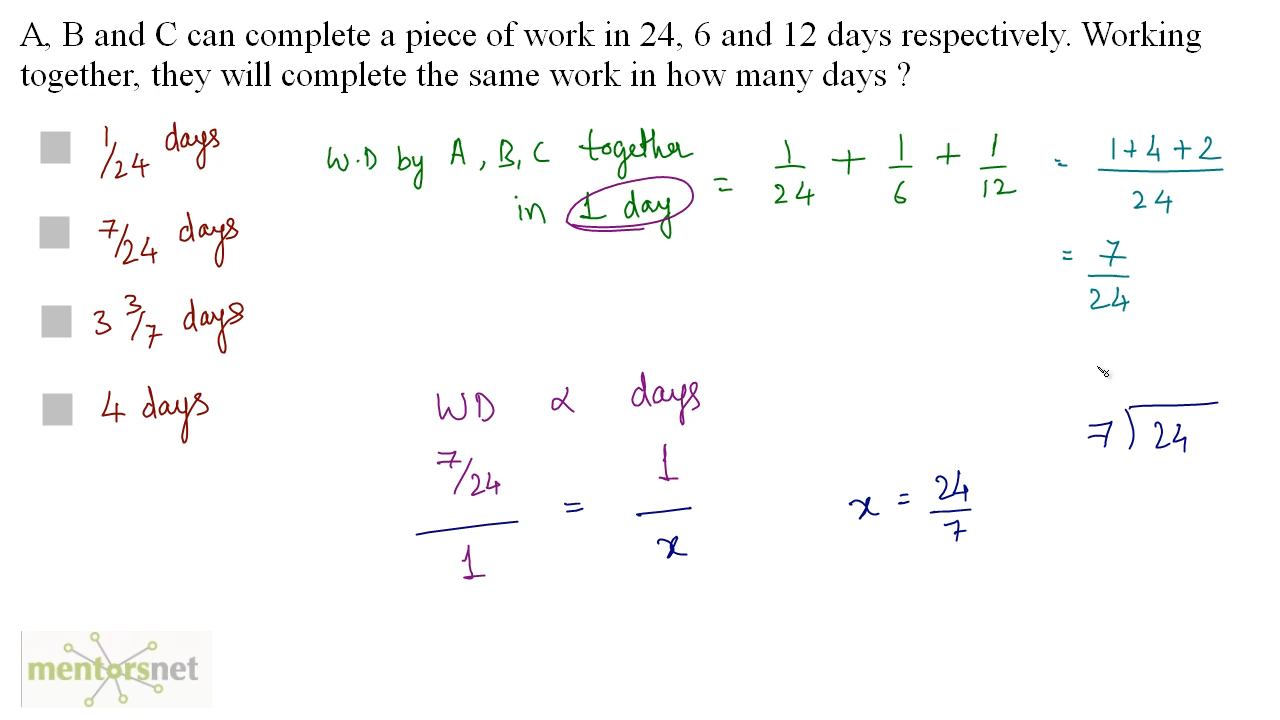 A, B and C can complete a piece of work in 24, 6 and 12 days respectively. Working
together, they will complete the same work in how many days ?
1/24 days
7/24 days
3 3/7 days
4 days
W.D by A, B, C together
in 1 day = 1/24 + 1/6 + 1/12 = 1+4+2/24
= 7/24
WD ∝ days
7/24 / 1 = 1/x
x = 24/7
7)24
mentorsnet